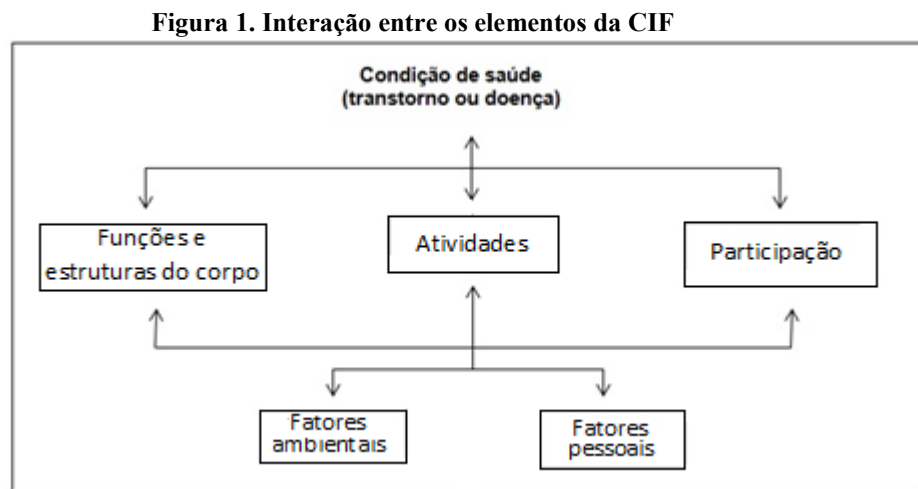 Figura 1. Interação entre os elementos da CIF
Condição de saúde
(transtorno ou doença)
Funções e
estruturas do corpo
Atividades
Participação
Fatores
ambientais
Fatores
pessoais